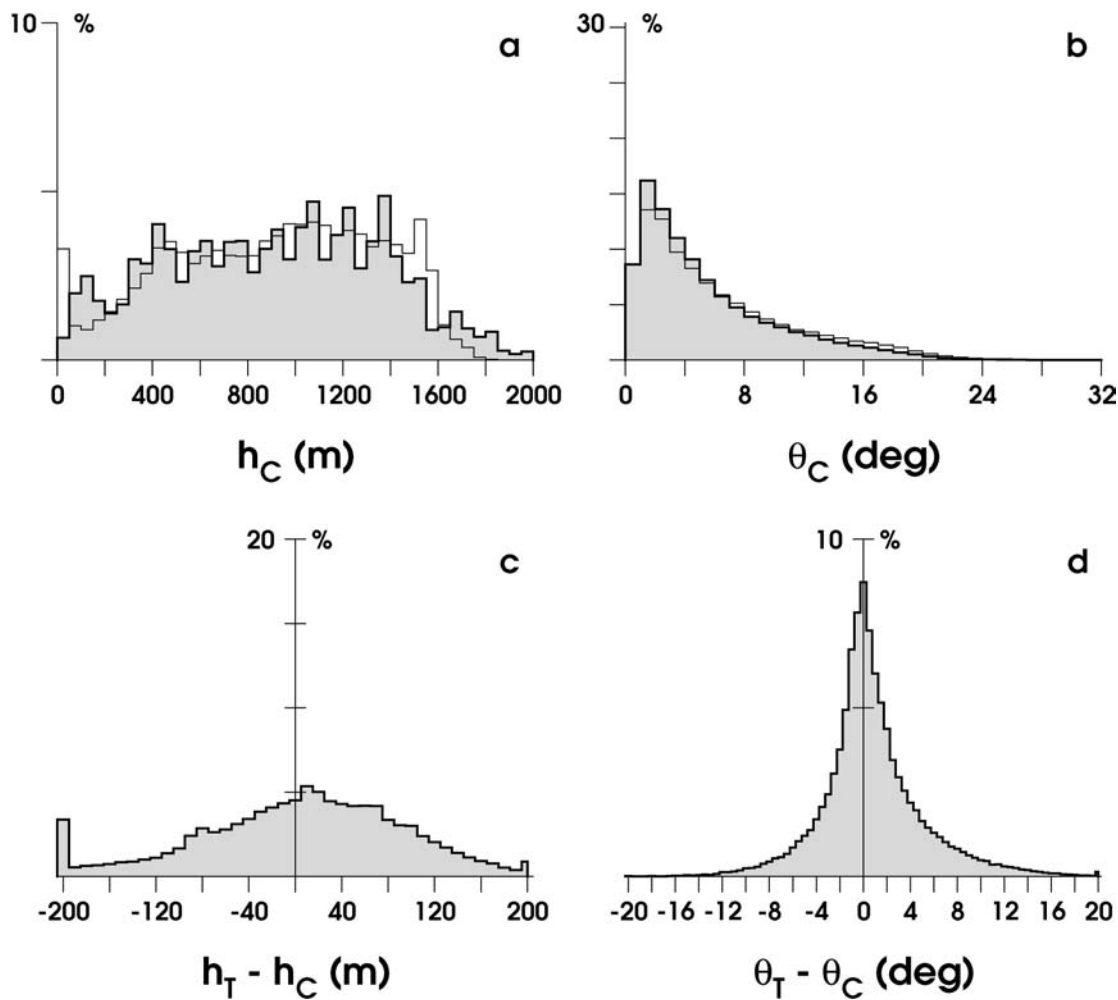 10 % a
0 400 800 1200 1600 2000
h_C (m)
30 % b
0 8 16 24 32
θ_C (deg)
20 % c
-200 -120 -40 40 120 200
h_T - h_C (m)
10 % d
-20 -16 -12 -8 -4 0 4 8 12 16 20
θ_T - θ_C (deg)